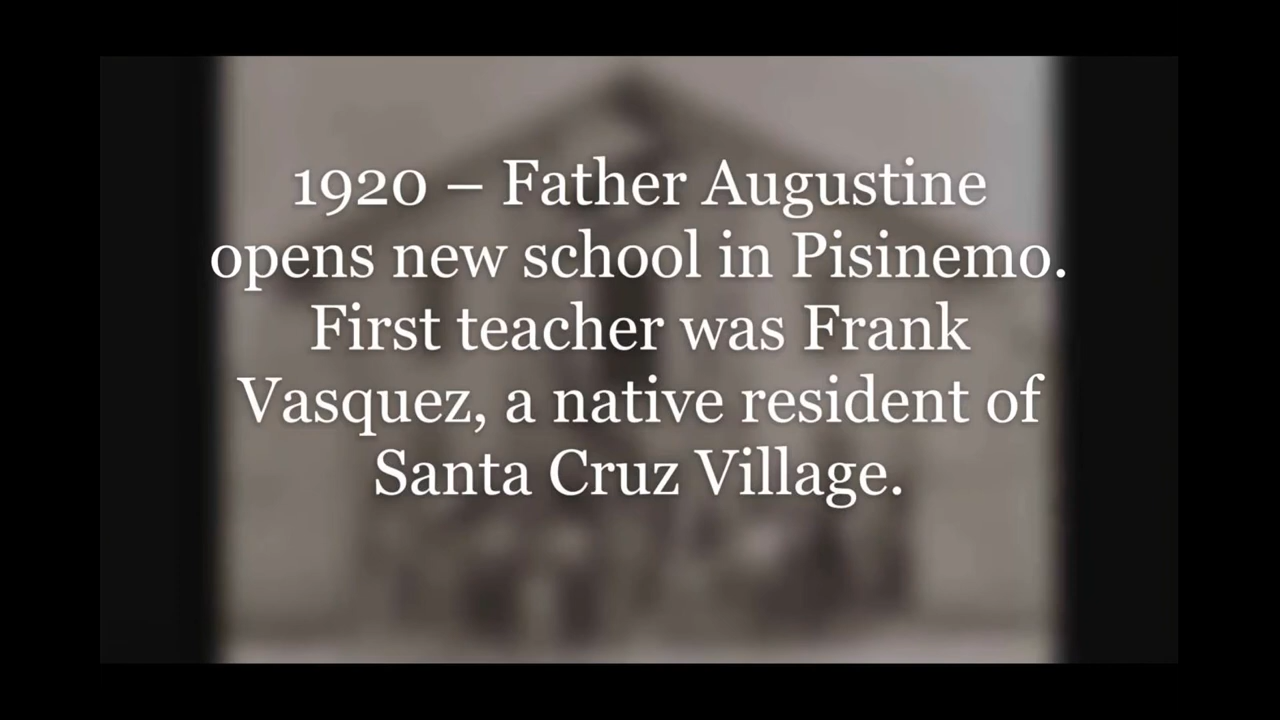 1920 – Father Augustine
opens new school in Pisinemo.
First teacher was Frank
Vasquez, a native resident of
Santa Cruz Village.